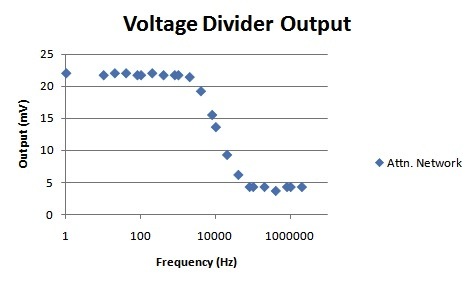 Voltage Divider Output
25
20
15
10
5
0
Output (mV)
1
100
10000
1000000
Frequency (Hz)
Attn. Network